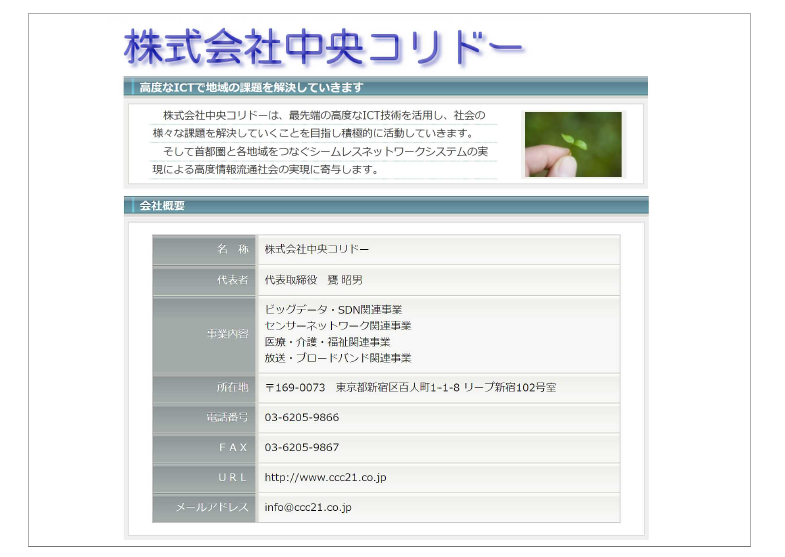 株式会社中央コリドー
高度なICTで地域の課題を解決していきます
株式会社中央コリドーは、最先端の高度なICT技術を活用し、社会の
様々な課題を解決していくことを目指し積極的に活動していきます。
そして首都圏と各地域をつなぐシームレスネットワークシステムの実
現による高度情報流通社会の実現に寄与します。
会社概要
名　称　株式会社中央コリドー
代表者　代表取締役　甕 昭男
事業内容
ビッグデータ・SDN関連事業
センサーネットワーク関連事業
医療・介護・福祉関連事業
放送・ブロードバンド関連事業
所在地　〒169-0073　東京都新宿区百人町1-1-8 リープ新宿102号室
電話番号　03-6205-9866
ＦＡＸ　03-6205-9867
ＵＲＬ　http://www.ccc21.co.jp
メールアドレス　info@ccc21.co.jp